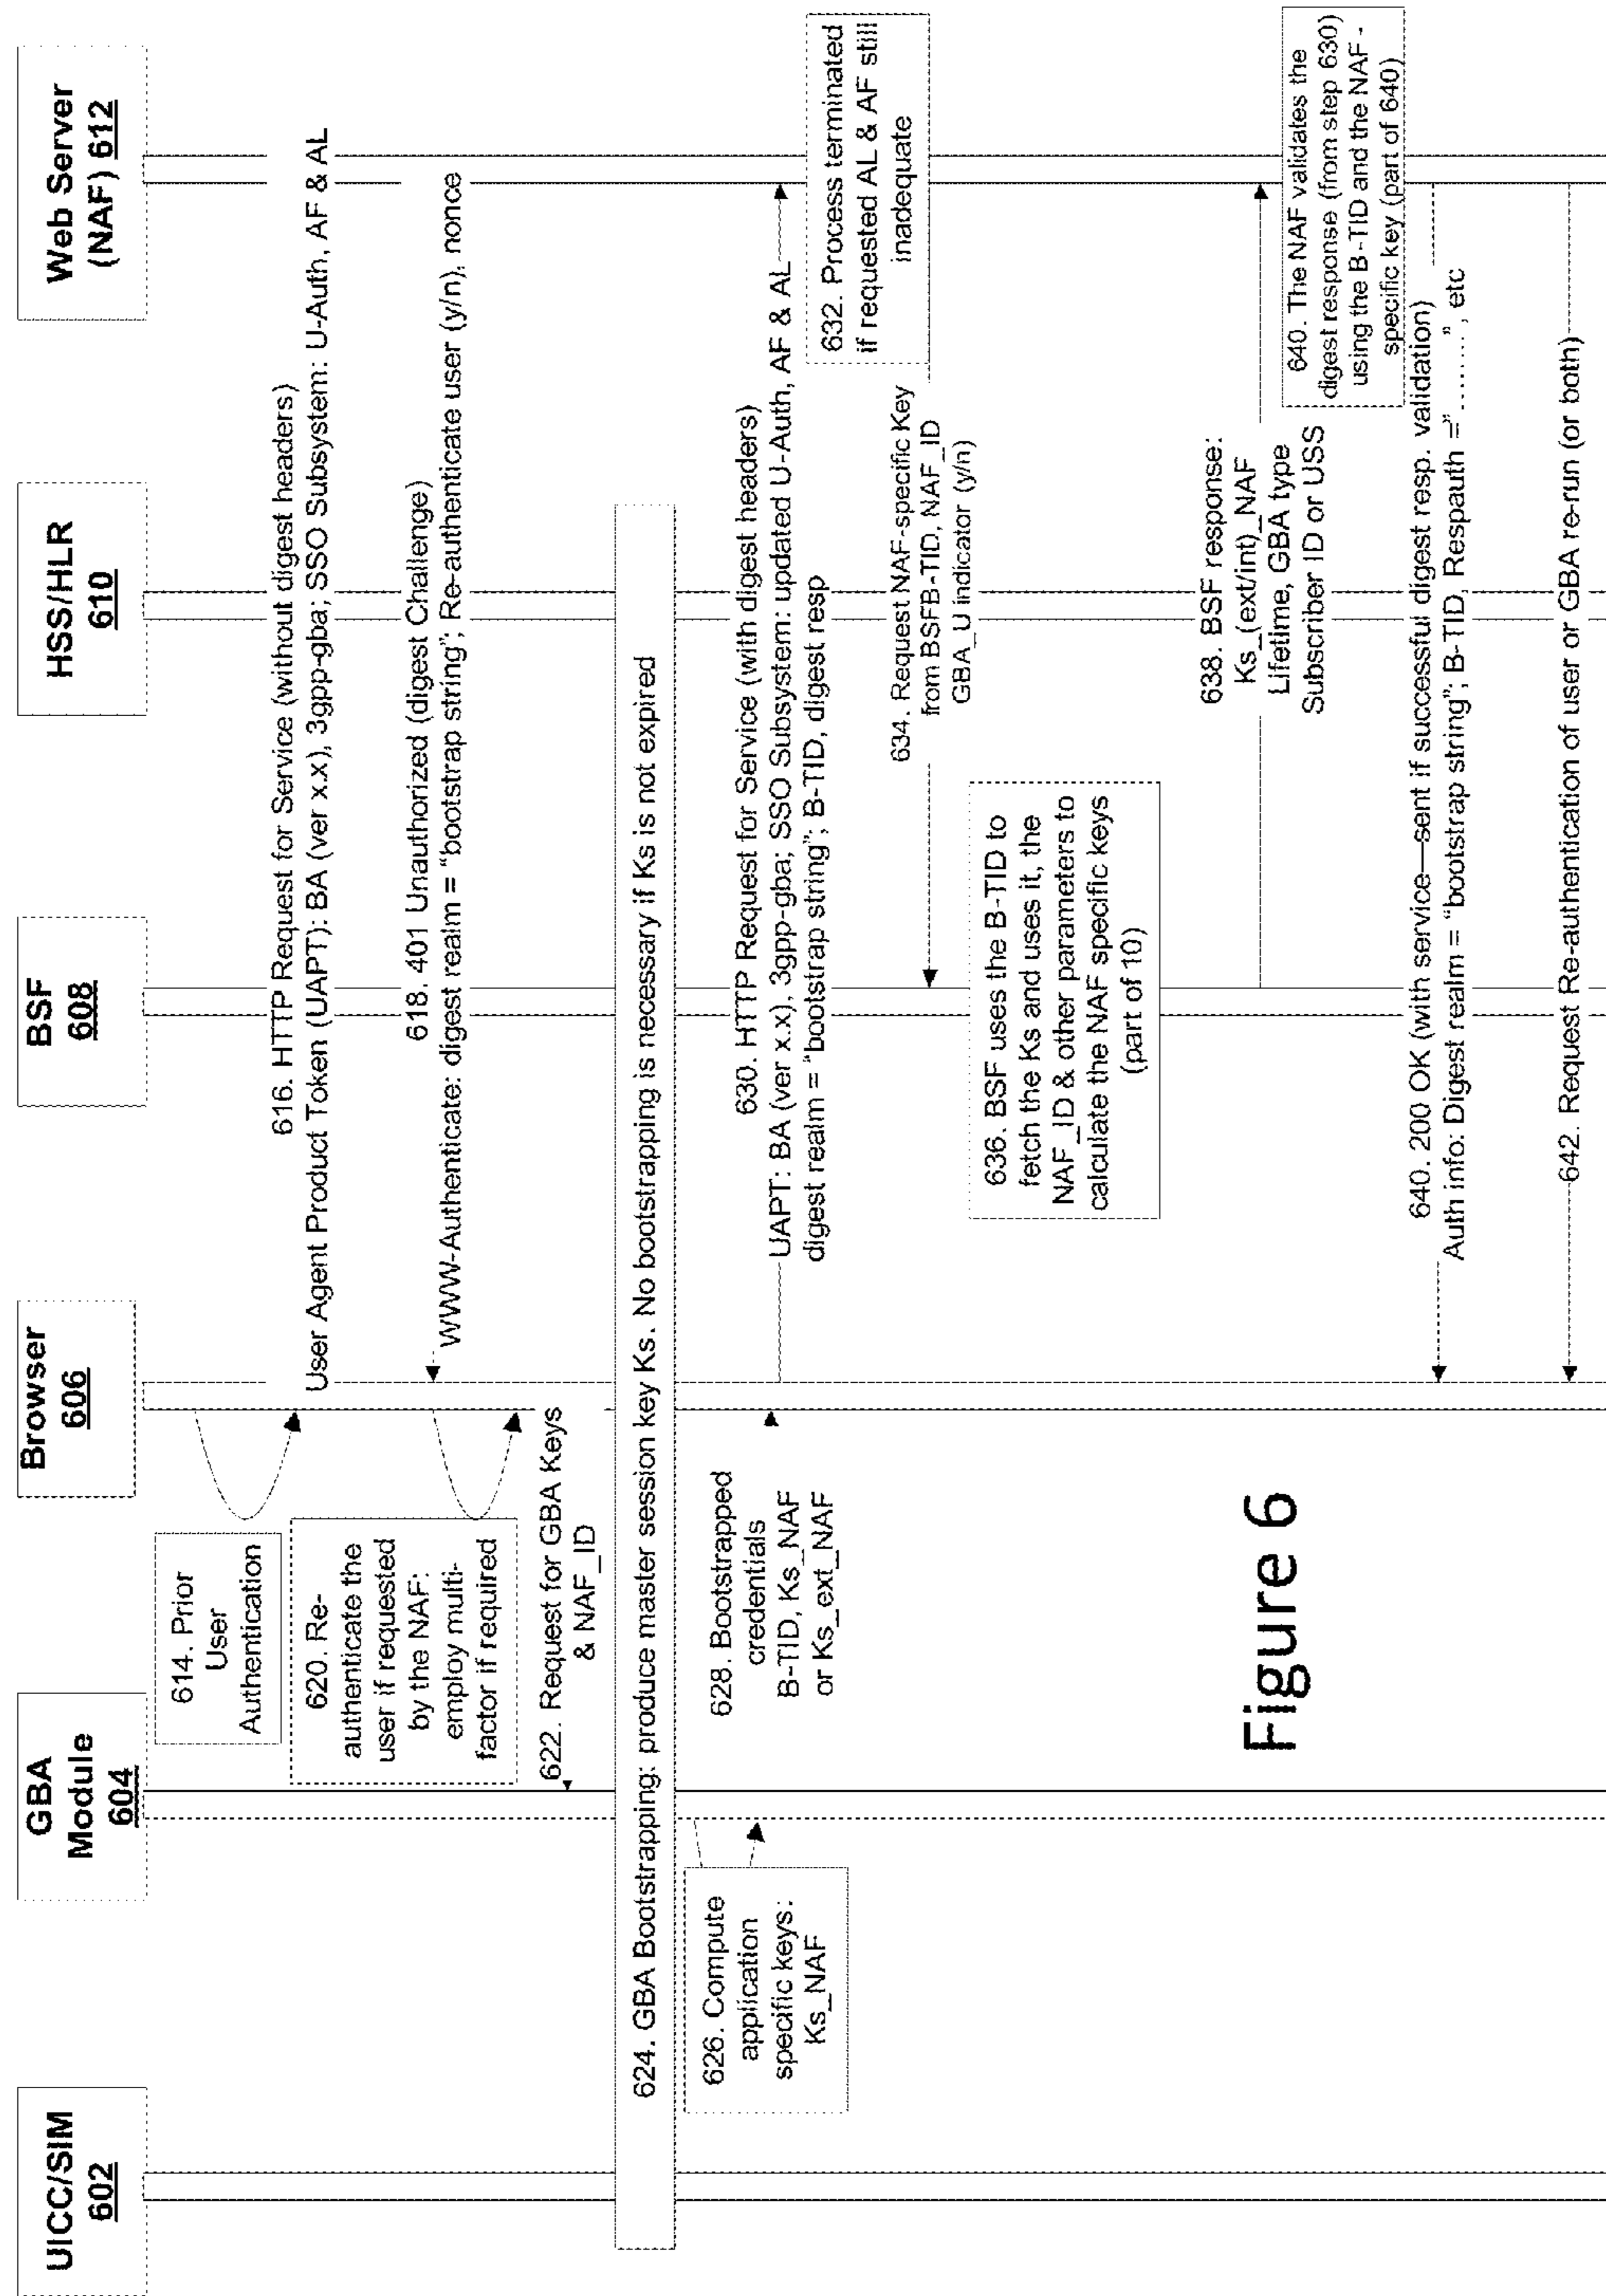 UICC/SIM
602
GBA
Module
604
Browser
606
BSF
608
HSS/HLR
610
Web Server
(NAF) 612
614. Prior
User
Authentication
616. HTTP Request for Service (without digest headers)
User Agent Product Token (UAPT): BA (ver x.x), 3gpp-gba; SSO Subsystem: U-Auth, AF & AL
618. 401 Unauthorized (digest Challenge)
WWW-Authenticate: digest realm = "bootstrap string"; Re-authenticate user (y/n), nonce
620. Re-
authenticate the
user if requested
by the NAF:
employ multi-
factor if required
622. Request for GBA Keys
& NAF_ID
624. GBA Bootstrapping: produce master session key Ks. No bootstrapping is necessary if Ks is not expired
626. Compute
application
specific keys:
Ks_NAF
628. Bootstrapped
credentials
B-TID, Ks_NAF
or Ks_ext_NAF
630. HTTP Request for Service (with digest headers)
UAPT: BA (ver x.x), 3gpp-gba; SSO Subsystem: updated U-Auth, AF & AL
digest realm = "bootstrap string"; B-TID, digest resp
632. Process terminated
if requested AL & AF still
inadequate
634. Request NAF-specific Key
from BSFB-TID, NAF_ID
GBA_U indicator (y/n)
636. BSF uses the B-TID to
fetch the Ks and uses it, the
NAF_ID & other parameters to
calculate the NAF specific keys
(part of 10)
638. BSF response:
Ks_(ext/int)_NAF
Lifetime, GBA type
Subscriber ID or USS
640. The NAF validates the
digest response (from step 630)
using the B-TID and the NAF -
specific key (part of 640)
640. 200 OK (with service—sent if successful digest resp. validation)
Auth info: Digest realm = "bootstrap string"; B-TID, Respauth ="........", etc
642. Request Re-authentication of user or GBA re-run (or both)
Figure 6